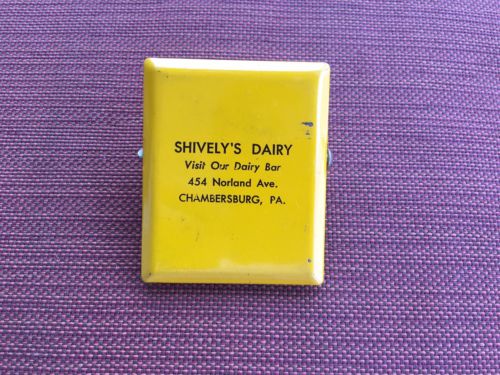 SHIVELY'S DAIRY
Visit Our Dairy Bar
454 Norland Ave.
CHAMBERSBURG, PA.